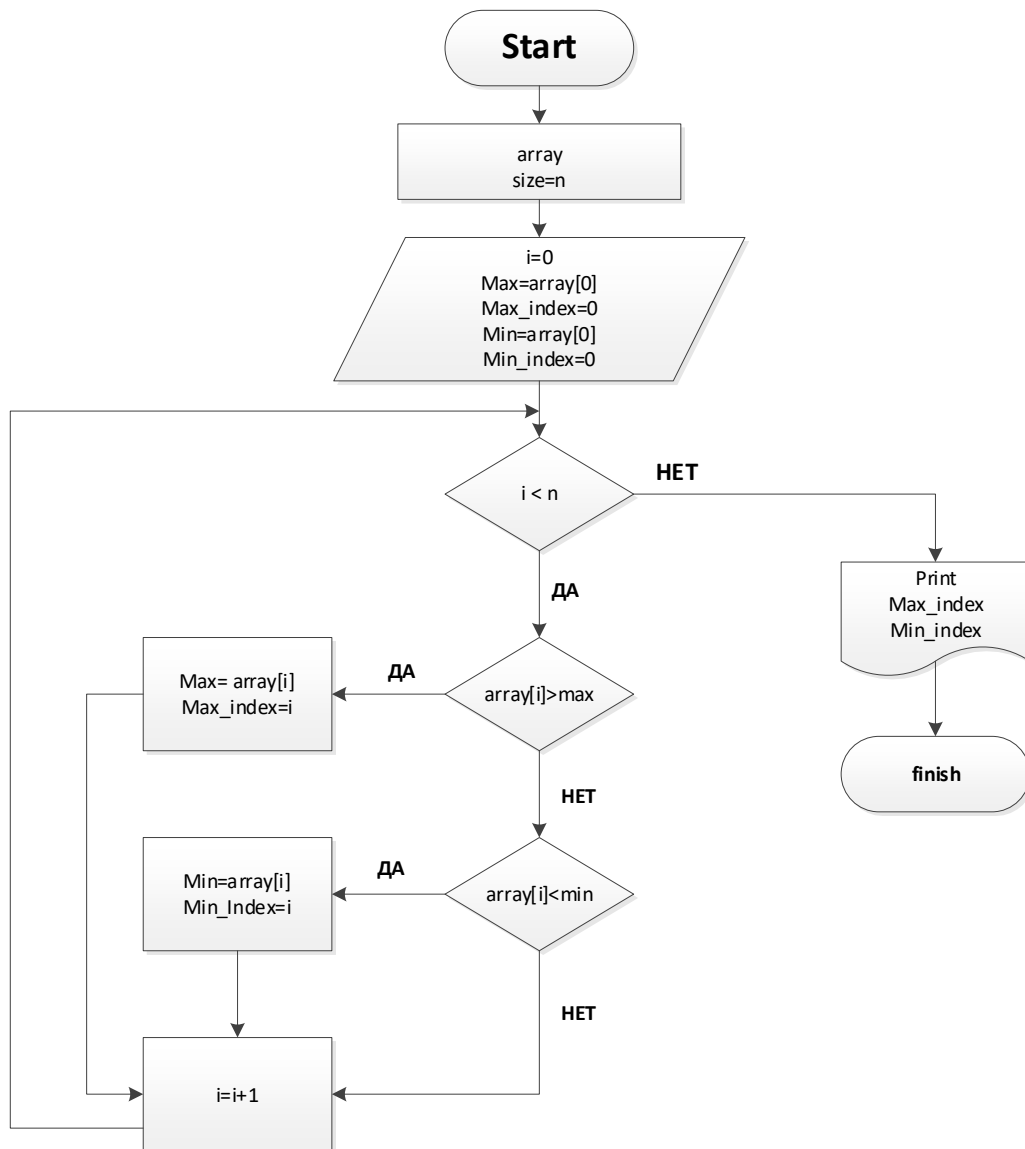 Start
array
size=n
i=0
Max=array[0]
Max_index=0
Min=array[0]
Min_index=0
i < n
НЕТ
Print
Max_index
Min_index
finish
ДА
array[i]>max
ДА
Max= array[i]
Max_index=i
НЕТ
array[i]<min
ДА
Min=array[i]
Min_Index=i
НЕТ
i=i+1